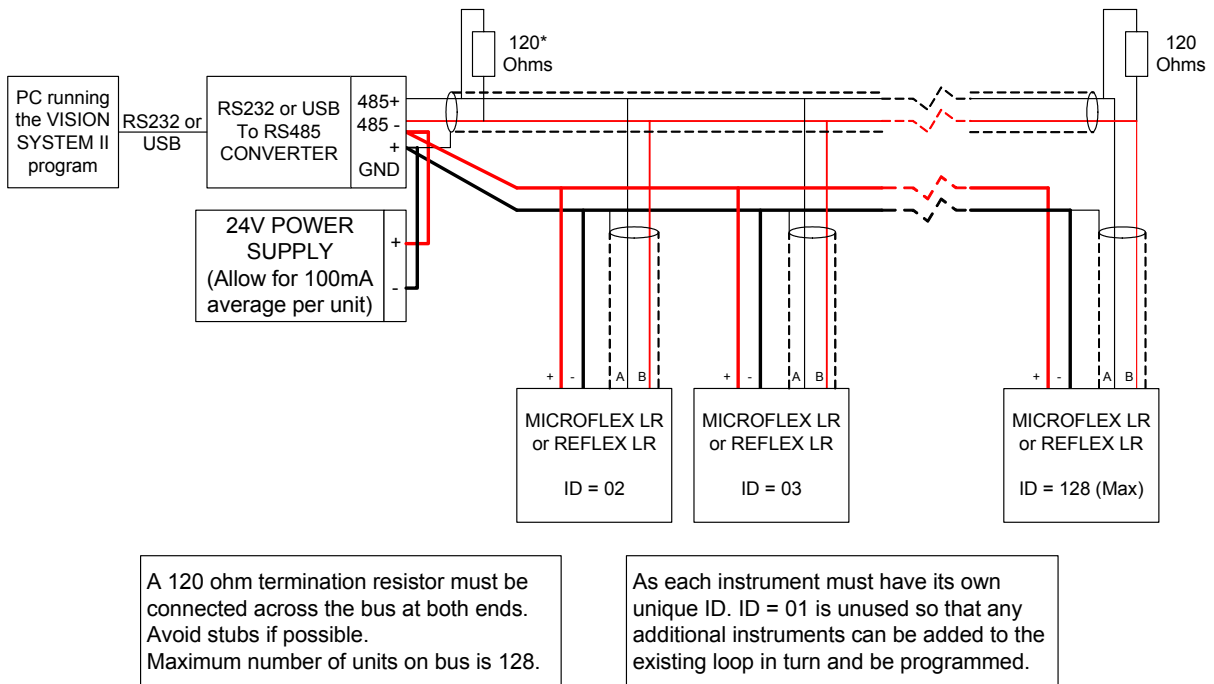 120*
Ohms
120
Ohms
PC running
the VISION
SYSTEM II
program
RS232 or
USB
RS232 or USB
To RS485
CONVERTER
485+
485 -
+
GND
24V POWER
SUPPLY
(Allow for 100mA
average per unit)
+
-
+ - A B
+ - A B
+ - A B
MICROFLEX LR
or REFLEX LR
ID = 02
MICROFLEX LR
or REFLEX LR
ID = 03
MICROFLEX LR
or REFLEX LR
ID = 128 (Max)
A 120 ohm termination resistor must be
connected across the bus at both ends.
Avoid stubs if possible.
Maximum number of units on bus is 128.
As each instrument must have its own
unique ID. ID = 01 is unused so that any
additional instruments can be added to the
existing loop in turn and be programmed.